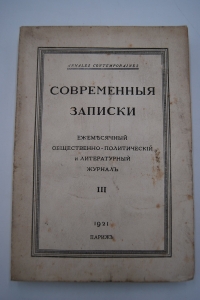 ANNALES CONTEMPORAINES
СОВРЕМЕННЫЯ
ЗАПИСКИ
ЕЖЕМѢСЯЧНЫЙ
ОБЩЕСТВЕННО-ПОЛИТИЧЕСКІЙ
и ЛИТЕРАТУРНЫЙ
ЖУРНАЛЪ
III
1921
ПАРИЖЪ